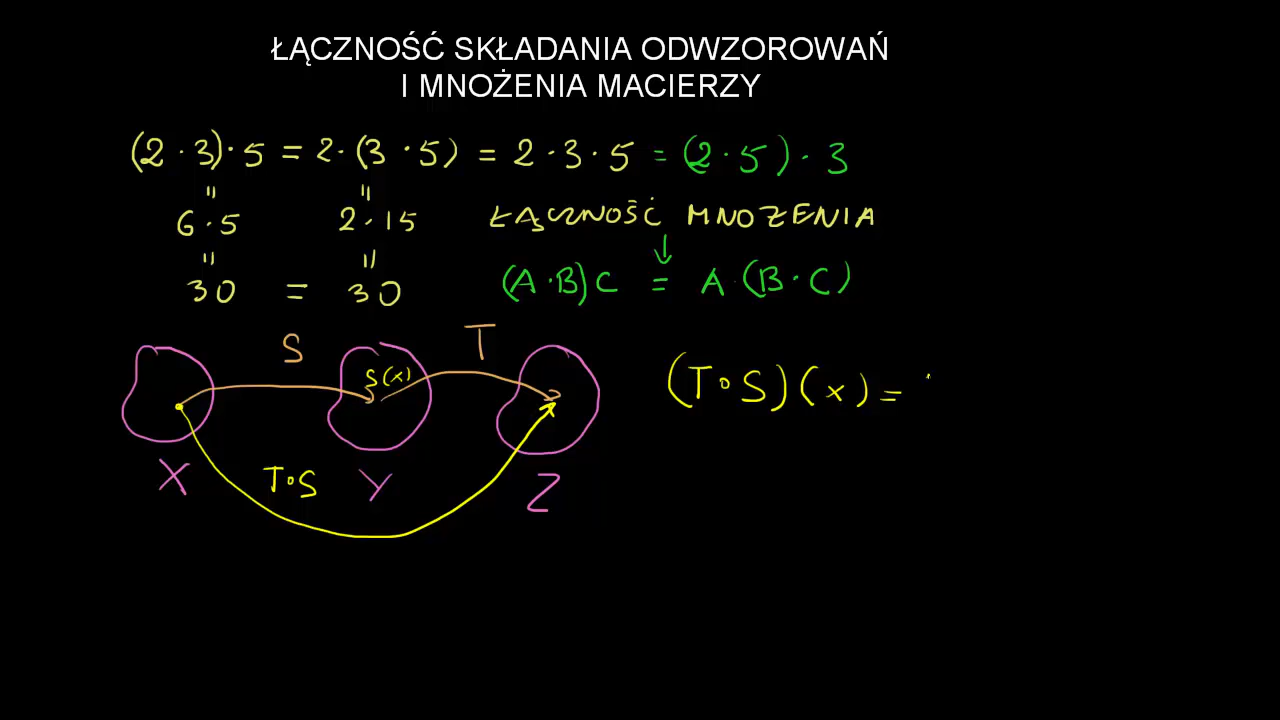 ŁĄCZNOŚĆ SKŁADANIA ODWZOROWAŃ
I MNOŻENIA MACIERZY
(2 · 3) · 5 = 2 · (3 · 5) = 2 · 3 · 5 = (2 · 5) · 3
= =
6 · 5 2 · 15 ŁĄCZNOŚĆ MNOŻENIA
= = ↓
30 = 30 (A · B) C = A · (B · C)
S T
S(x) (T∘S)(x) =
T∘S
X Y Z